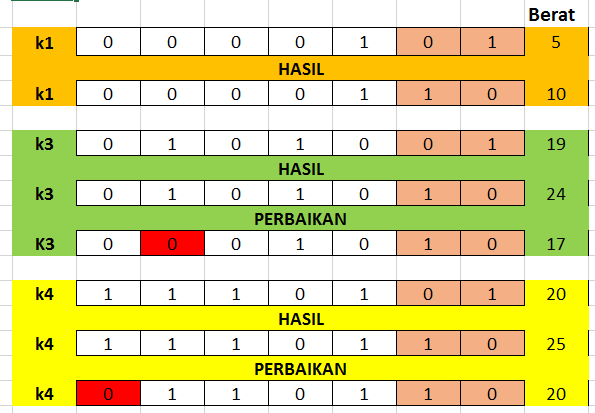 Berat
k1 0 0 0 0 1 0 1 5
HASIL
k1 0 0 0 0 1 1 0 10
k3 0 1 0 1 0 0 1 19
HASIL
k3 0 1 0 1 0 1 0 24
PERBAIKAN
K3 0 0 0 1 0 1 0 17
k4 1 1 1 0 1 0 1 20
HASIL
k4 1 1 1 0 1 1 0 25
PERBAIKAN
k4 0 1 1 0 1 1 0 20